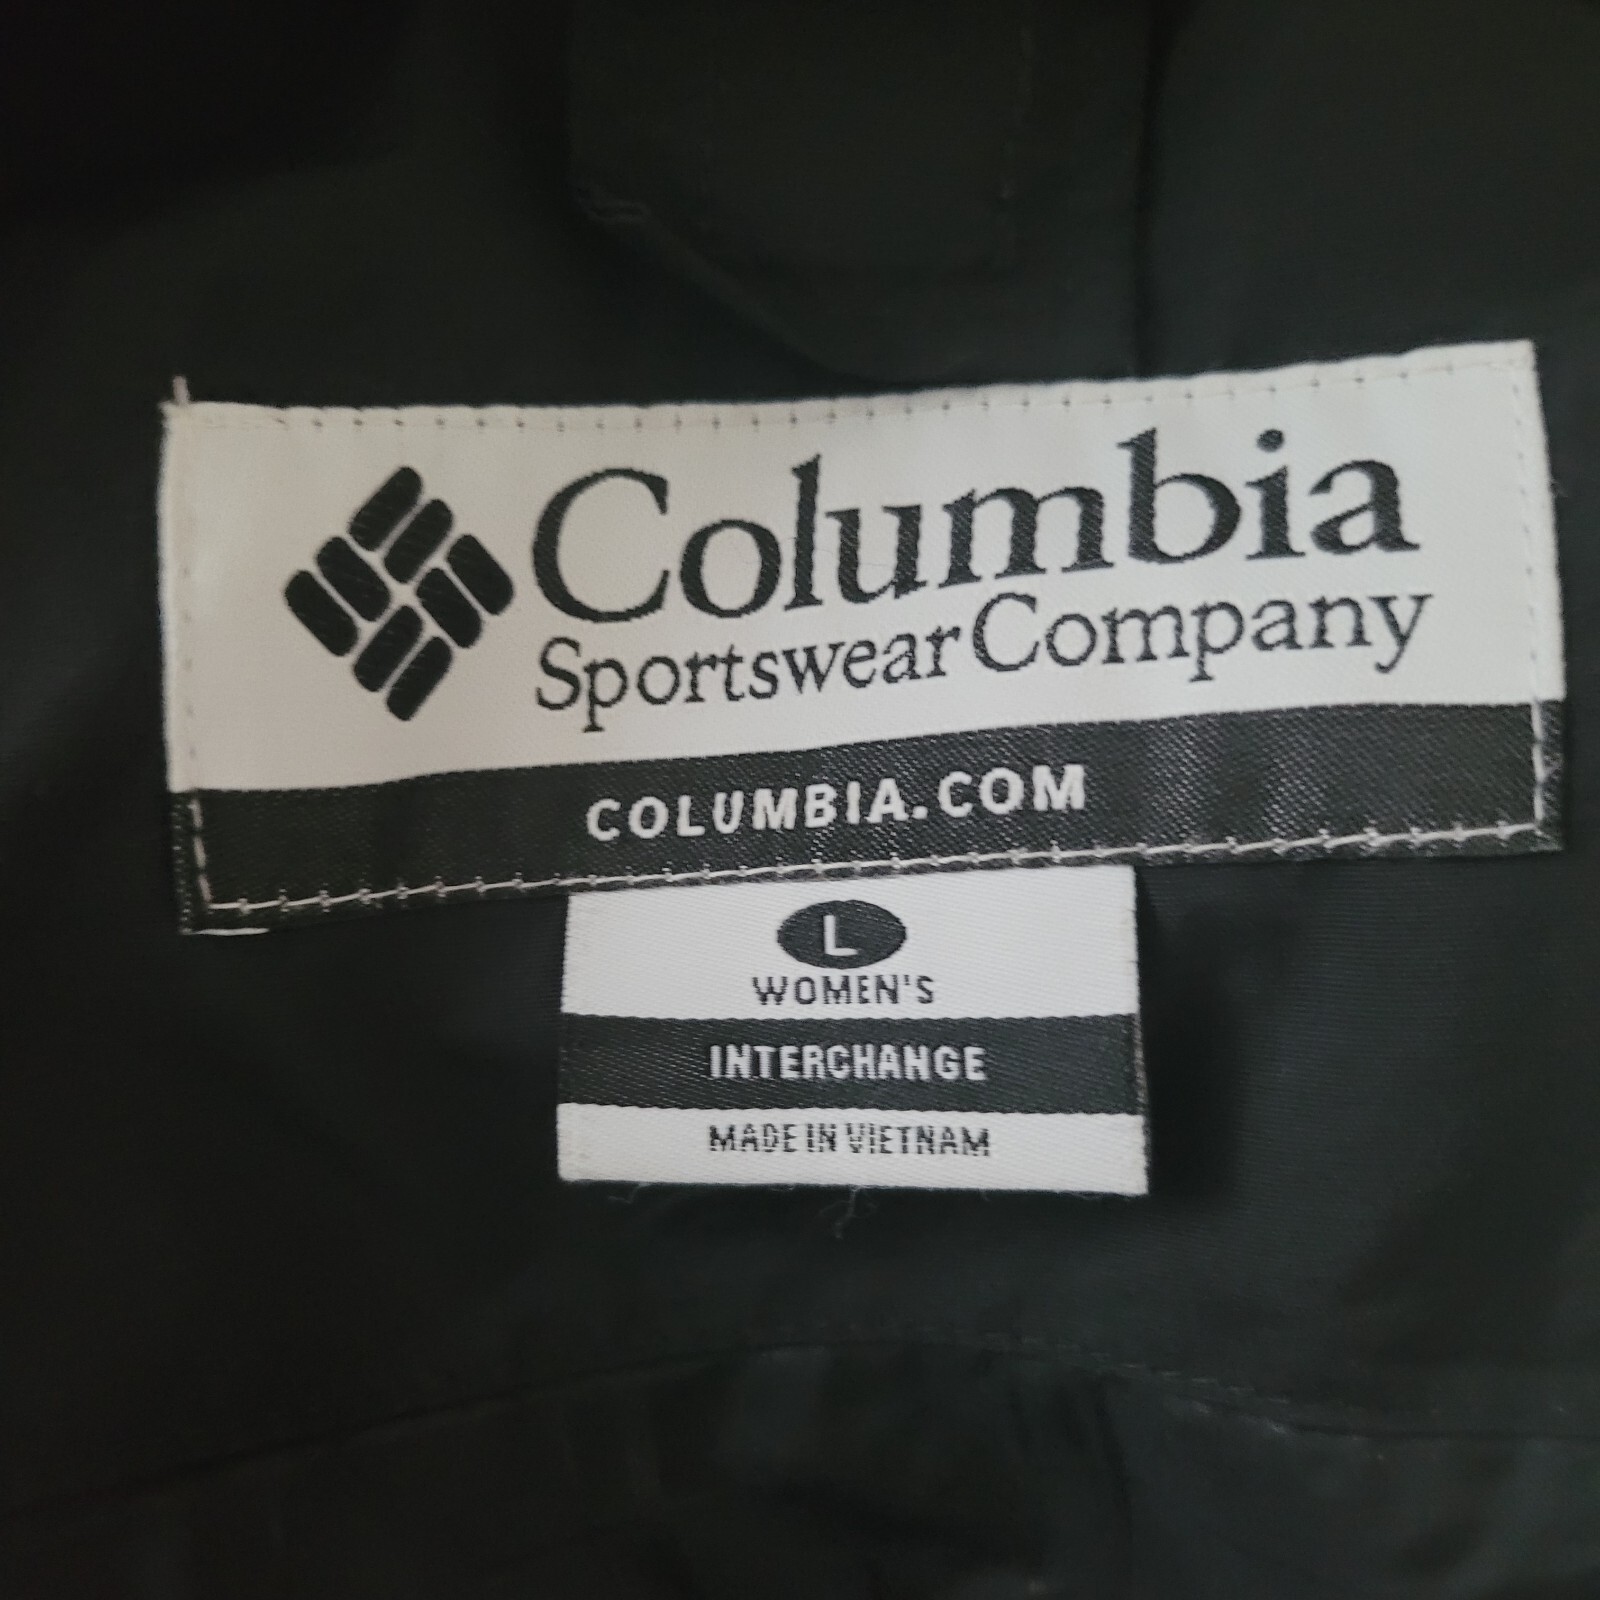 Columbia
Sportswear Company
COLUMBIA.COM
L
WOMEN'S
INTERCHANGE
MADE IN VIETNAM